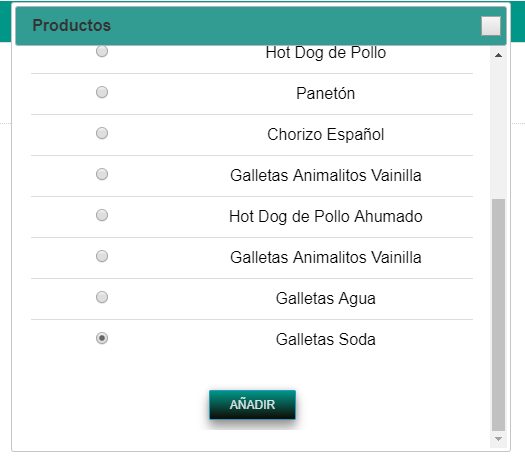 Productos
Hot Dog de Pollo
Panetón
Chorizo Español
Galletas Animalitos Vainilla
Hot Dog de Pollo Ahumado
Galletas Animalitos Vainilla
Galletas Agua
Galletas Soda
AÑADIR